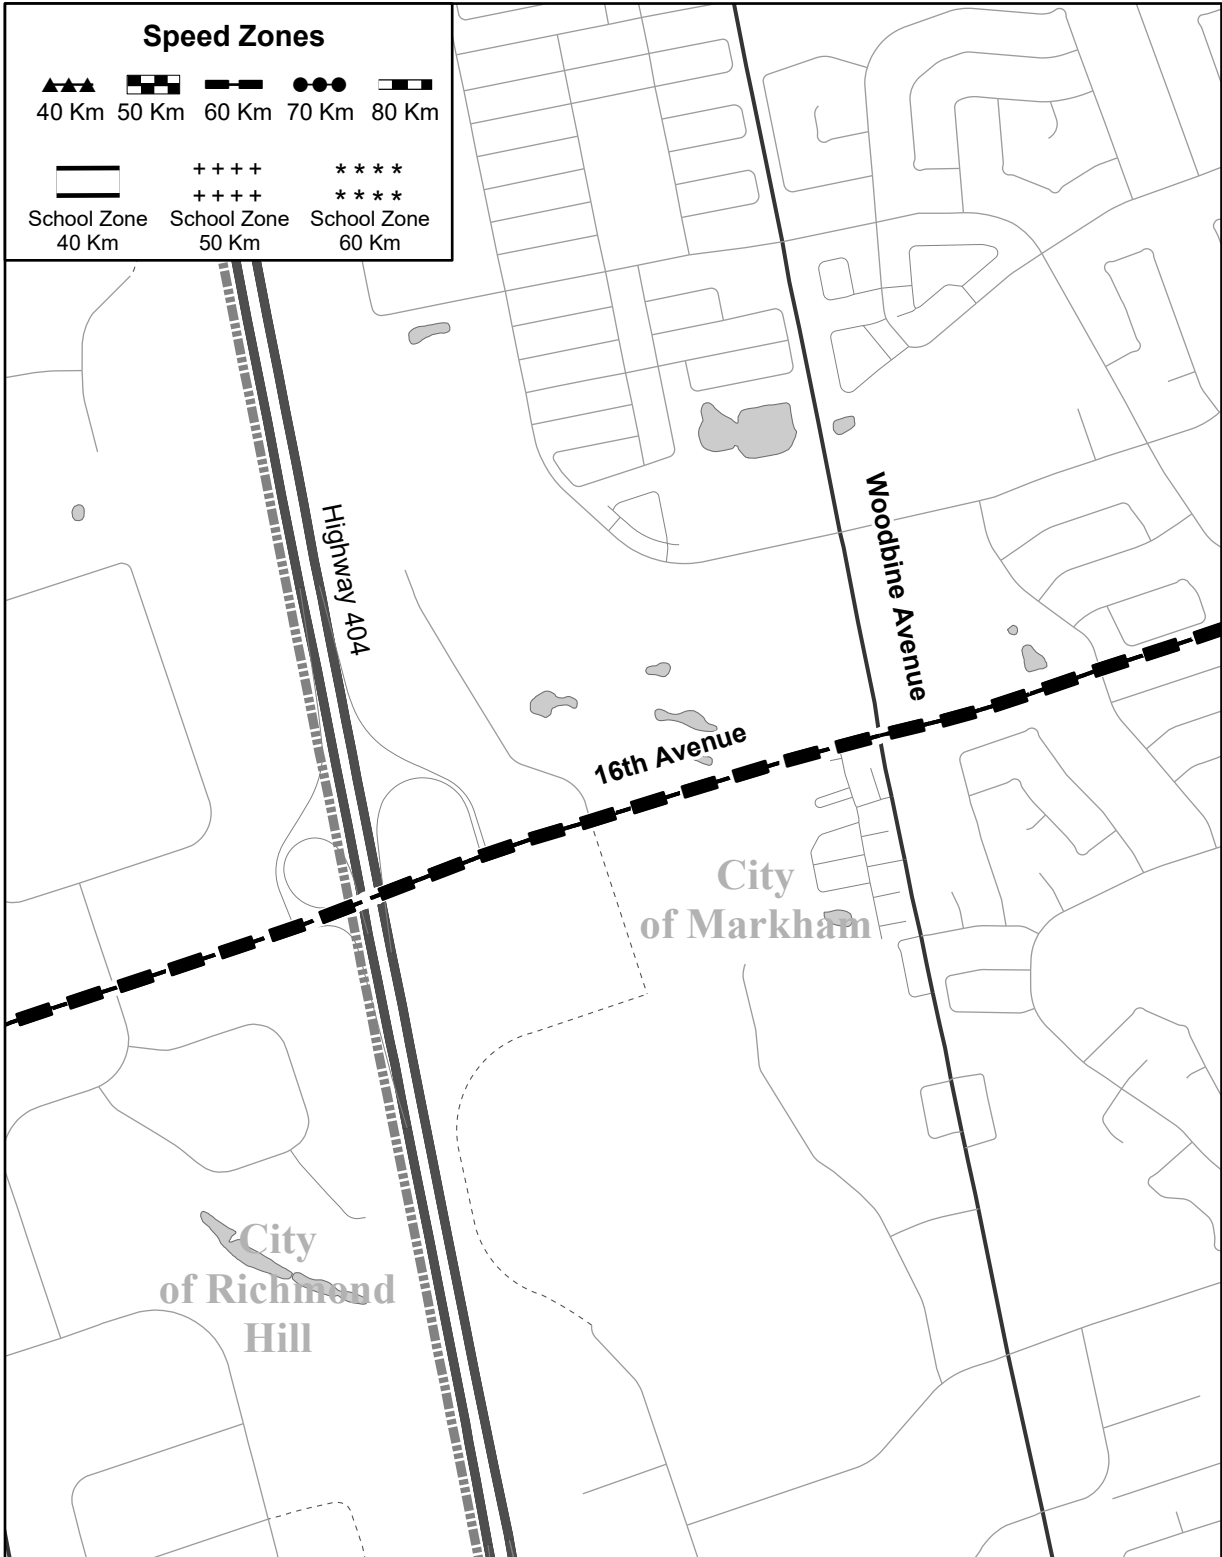 Speed Zones
40 Km 50 Km 60 Km 70 Km 80 Km
School Zone School Zone School Zone
40 Km 50 Km 60 Km
Highway 404
Woodbine Avenue
16th Avenue
City
of Markham
City
of Richmond
Hill